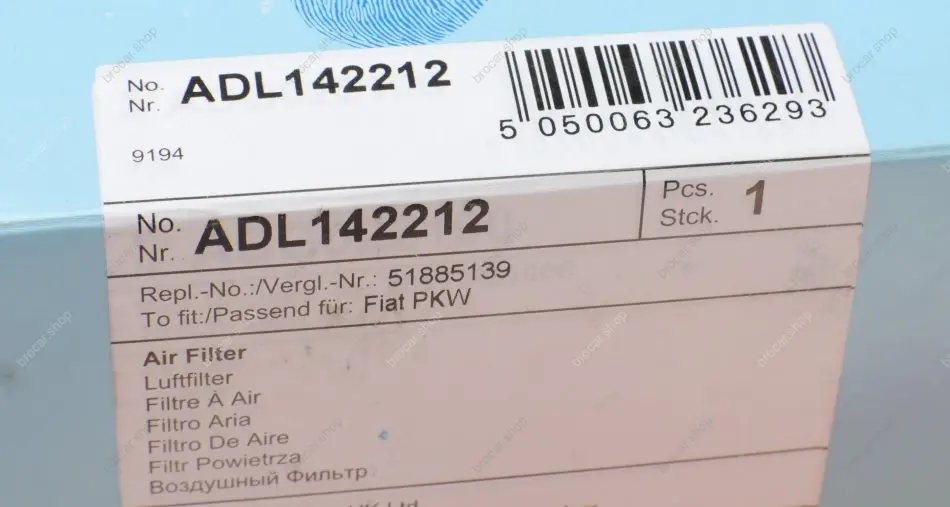 No.
Nr. ADL142212
5 050063 236293
9194
No.
Nr. ADL142212
Pcs.
Stck. 1
Repl.-No.:/Vergl.-Nr.: 51885139
To fit:/Passend für: Fiat PKW
Air Filter
Luftfilter
Filtre À Air
Filtro Aria
Filtro De Aire
Filtr Powietrza
Воздушный Фильтр
brocar.shop